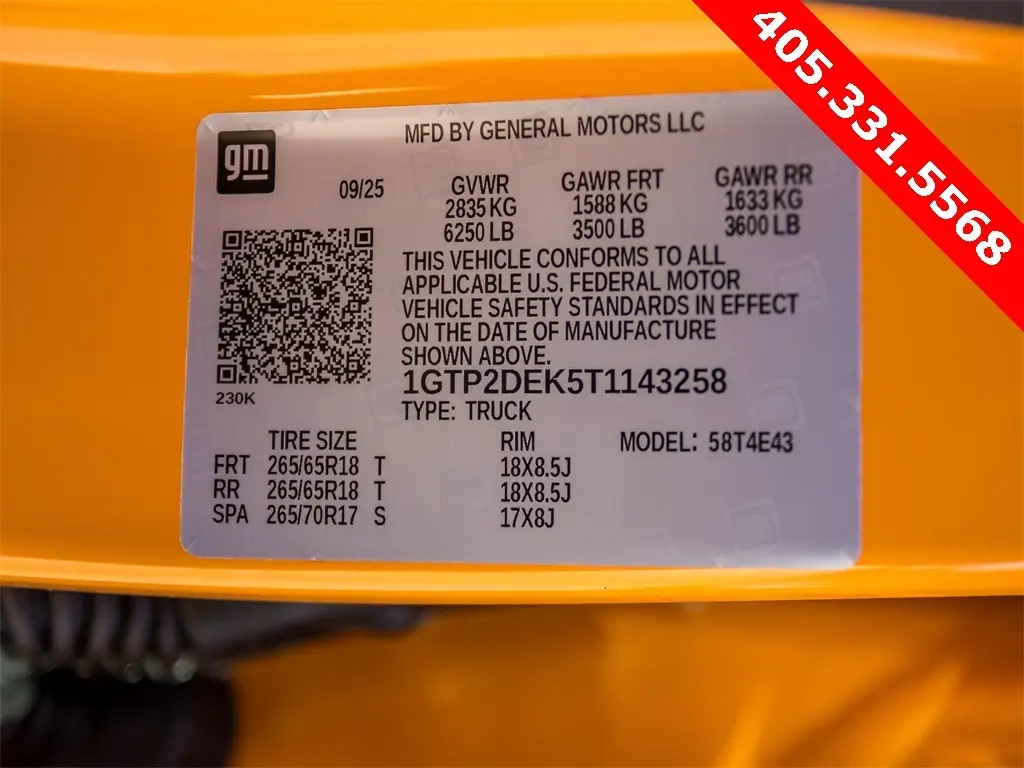 405.331.5568
MFD BY GENERAL MOTORS LLC
gm
09/25
GVWR GAWR FRT GAWR RR
2835 KG 1588 KG 1633 KG
6250 LB 3500 LB 3600 LB
THIS VEHICLE CONFORMS TO ALL
APPLICABLE U.S. FEDERAL MOTOR
VEHICLE SAFETY STANDARDS IN EFFECT
ON THE DATE OF MANUFACTURE
SHOWN ABOVE.
230K
1GTP2DEK5T1143258
TYPE: TRUCK
TIRE SIZE RIM MODEL: 58T4E43
FRT 265/65R18 T 18X8.5J
RR 265/65R18 T 18X8.5J
SPA 265/70R17 S 17X8J